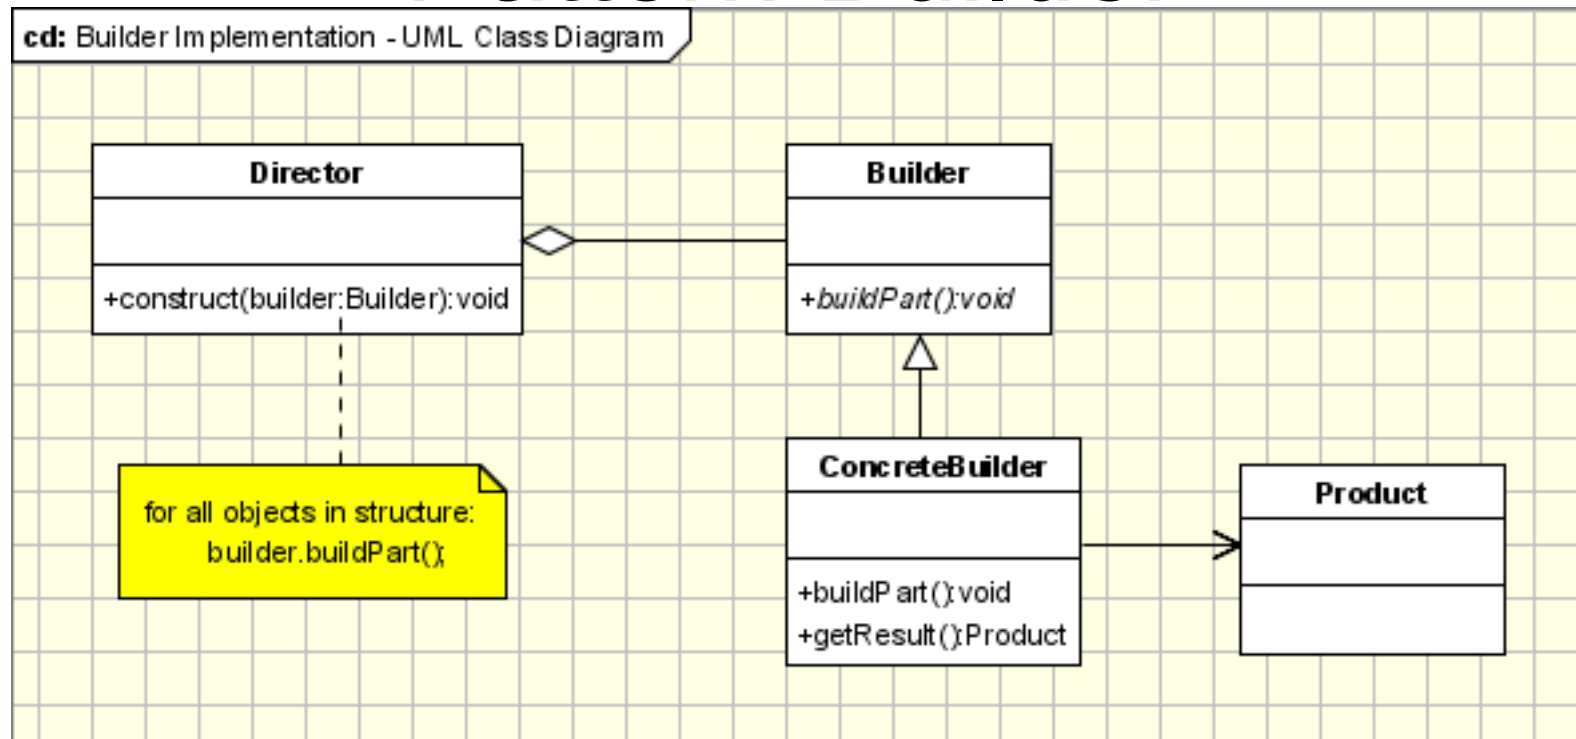 cd: Builder Implementation - UML Class Diagram
Director
+construct(builder:Builder):void
Builder
+buildPart():void
for all objects in structure:
builder.buildPart();
ConcreteBuilder
+buildPart():void
+getResult():Product
Product